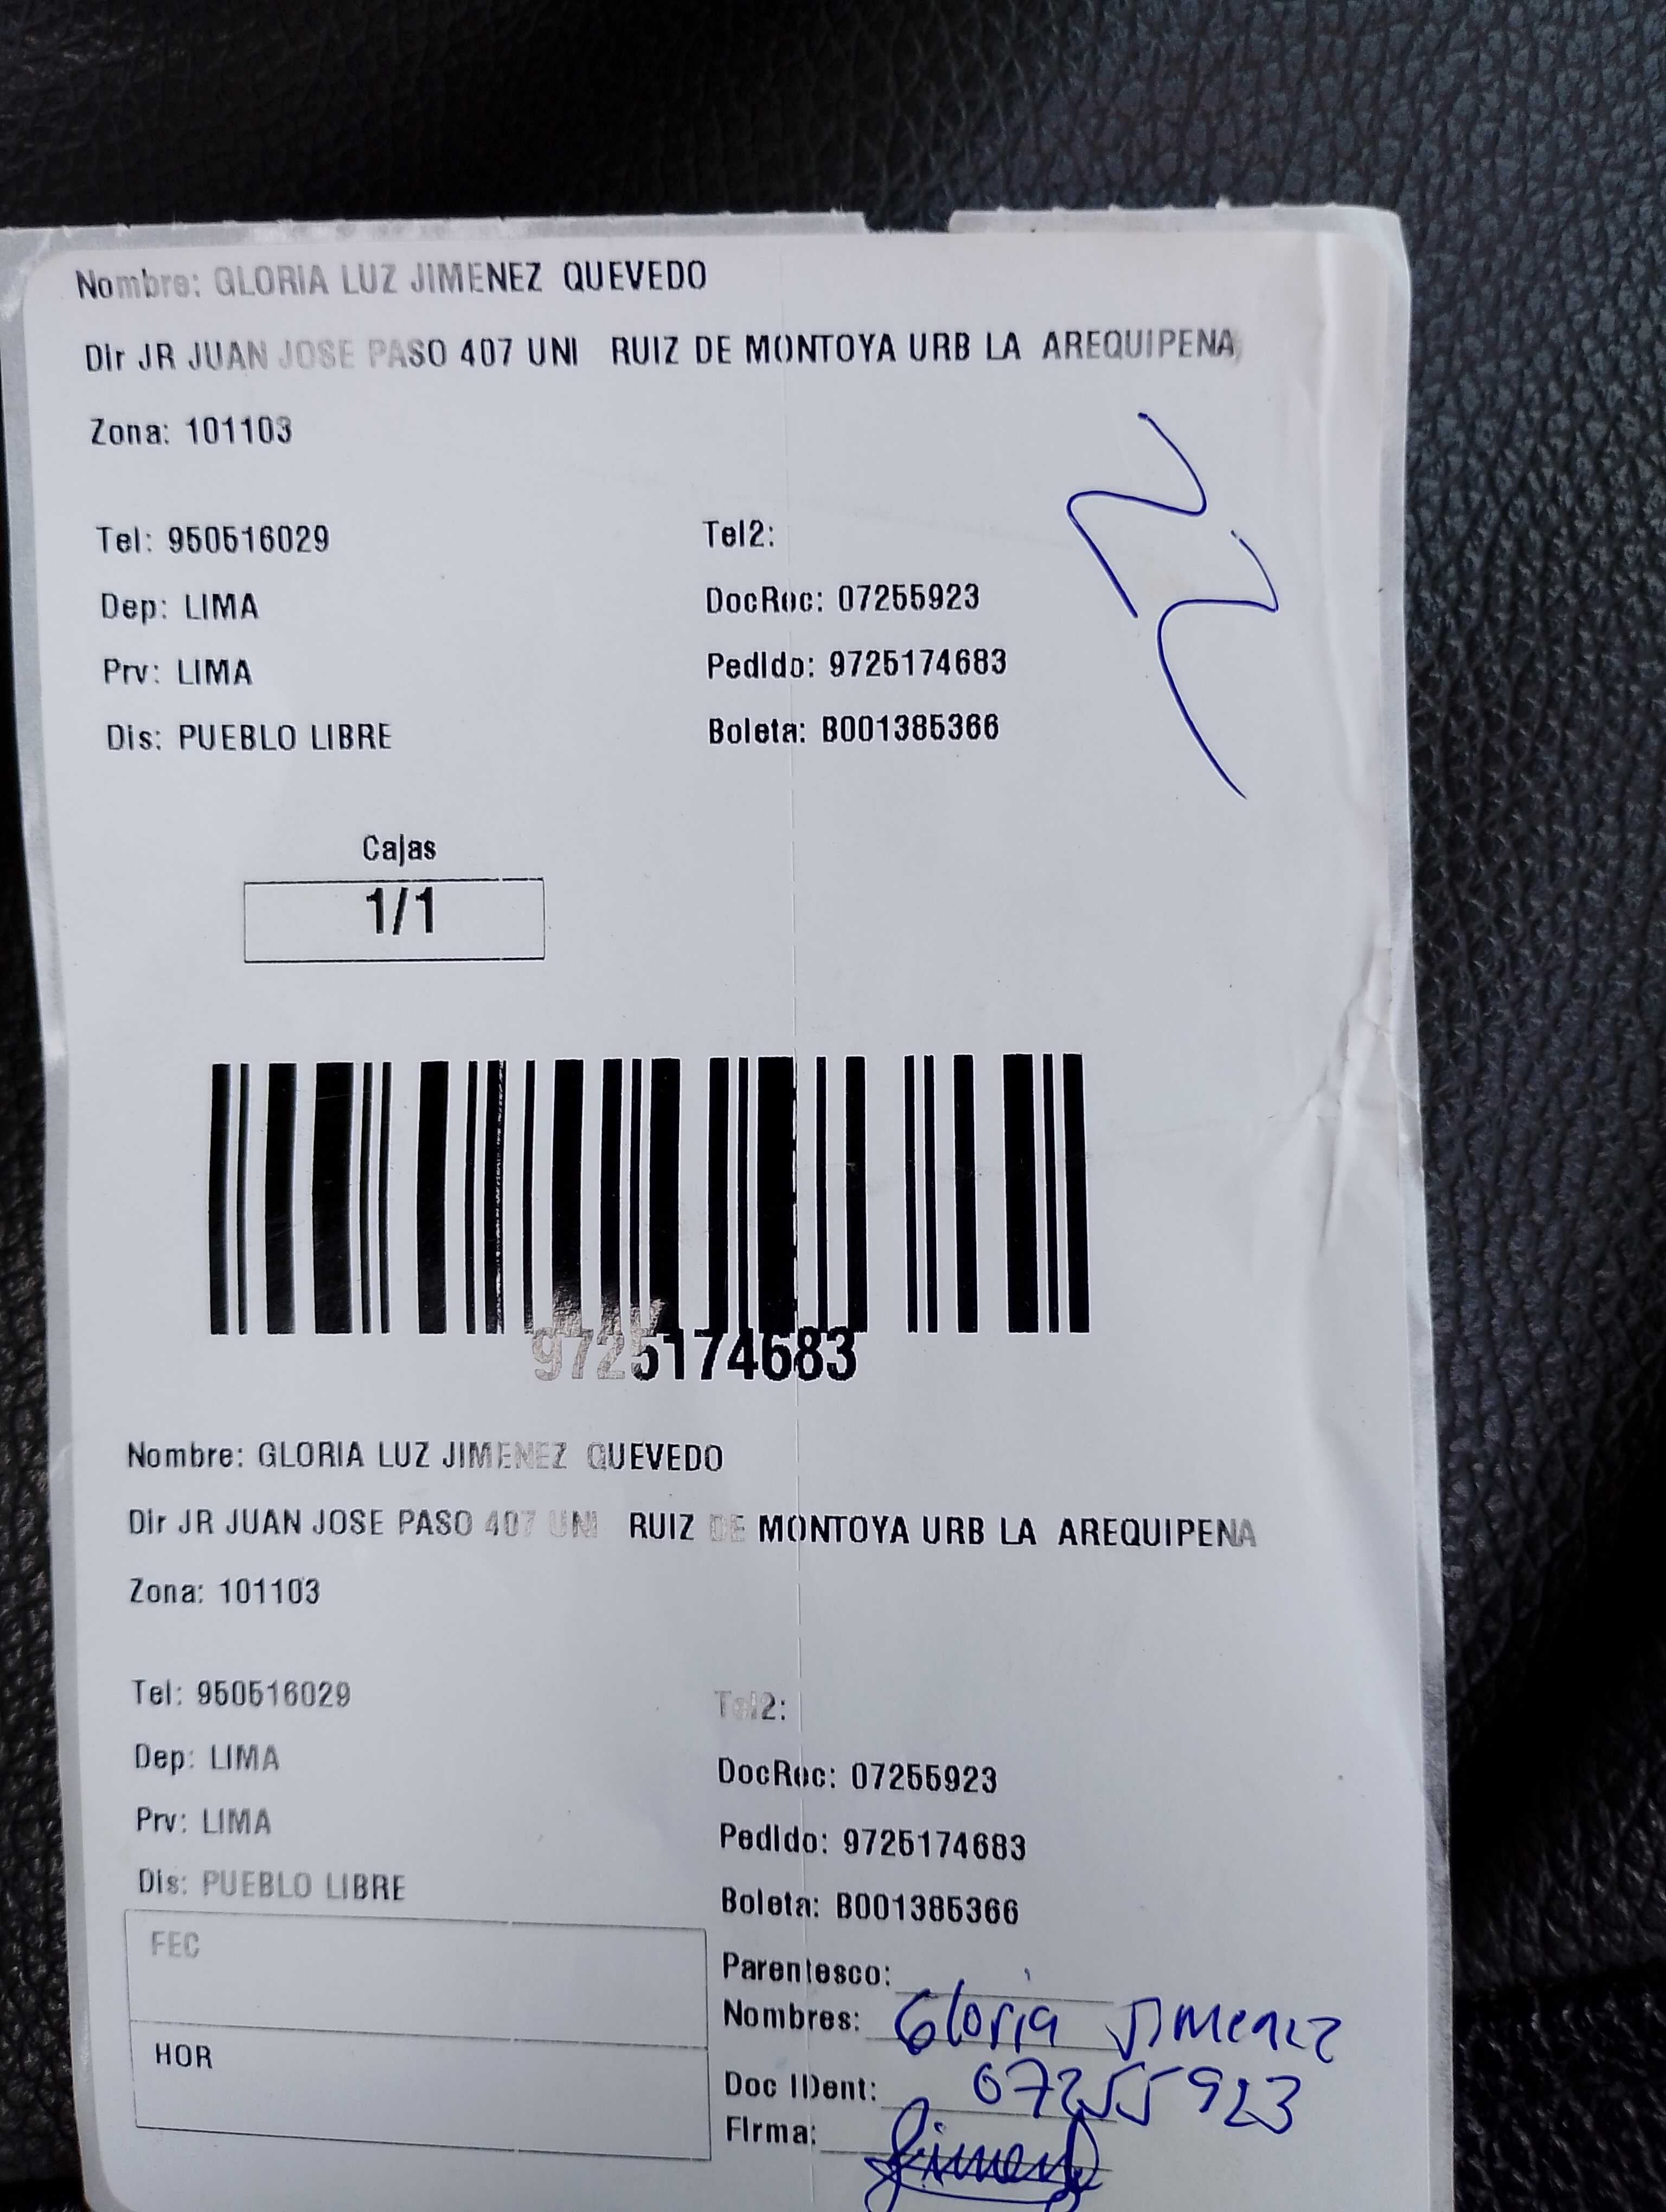 Nombre: GLORIA LUZ JIMENEZ QUEVEDO
Dir JR JUAN JOSE PASO 407 UNI RUIZ DE MONTOYA URB LA AREQUIPENA
Zona: 101103
Tel: 950516029 Tel2:
Dep: LIMA DocRec: 07255923
Prv: LIMA Pedido: 9725174683
Dis: PUEBLO LIBRE Boleta: B001385366
Cajas
1/1
9725174683
Nombre: GLORIA LUZ JIMENEZ QUEVEDO
Dir JR JUAN JOSE PASO 407 UNI RUIZ DE MONTOYA URB LA AREQUIPENA
Zona: 101103
Tel: 950516029 Tel2:
Dep: LIMA DocRec: 07255923
Prv: LIMA Pedido: 9725174683
Dis: PUEBLO LIBRE Boleta: B001385366
FEC
Parentesco:
Nombres: Gloria Jimenez
HOR
Doc IDent: 07255923
Firma: Jimenez